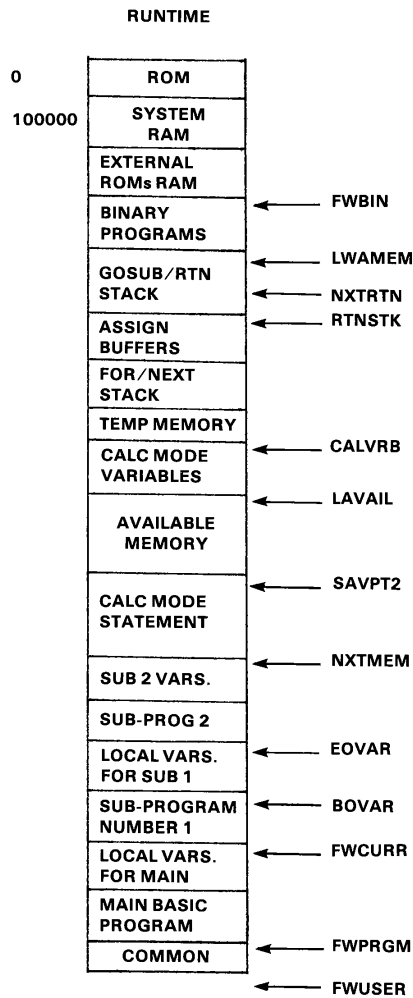 RUNTIME
0
ROM
100000
SYSTEM
RAM
EXTERNAL
ROMs RAM
FWBIN
BINARY
PROGRAMS
LWAMEM
GOSUB/RTN
STACK
NXTRTN
RTNSTK
ASSIGN
BUFFERS
FOR/NEXT
STACK
TEMP MEMORY
CALVRB
CALC MODE
VARIABLES
LAVAIL
AVAILABLE
MEMORY
SAVPT2
CALC MODE
STATEMENT
NXTMEM
SUB 2 VARS.
SUB-PROG 2
EOVAR
LOCAL VARS.
FOR SUB 1
BOVAR
SUB-PROGRAM
NUMBER 1
FWCURR
LOCAL VARS.
FOR MAIN
MAIN BASIC
PROGRAM
FWPRGM
COMMON
FWUSER